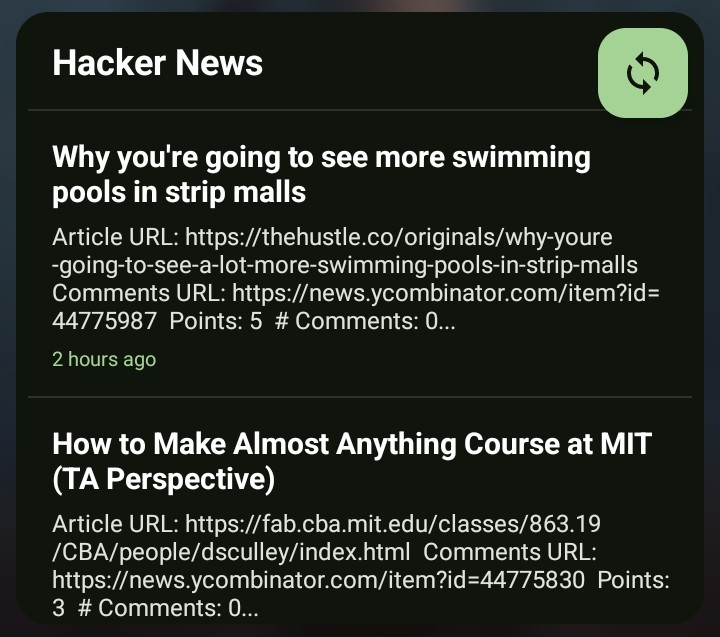 Hacker News
Why you're going to see more swimming
pools in strip malls
Article URL: https://thehustle.co/originals/why-youre
-going-to-see-a-lot-more-swimming-pools-in-strip-malls
Comments URL: https://news.ycombinator.com/item?id=
44775987  Points: 5  # Comments: 0...
2 hours ago
How to Make Almost Anything Course at MIT
(TA Perspective)
Article URL: https://fab.cba.mit.edu/classes/863.19
/CBA/people/dsculley/index.html  Comments URL:
https://news.ycombinator.com/item?id=44775830  Points:
3  # Comments: 0...